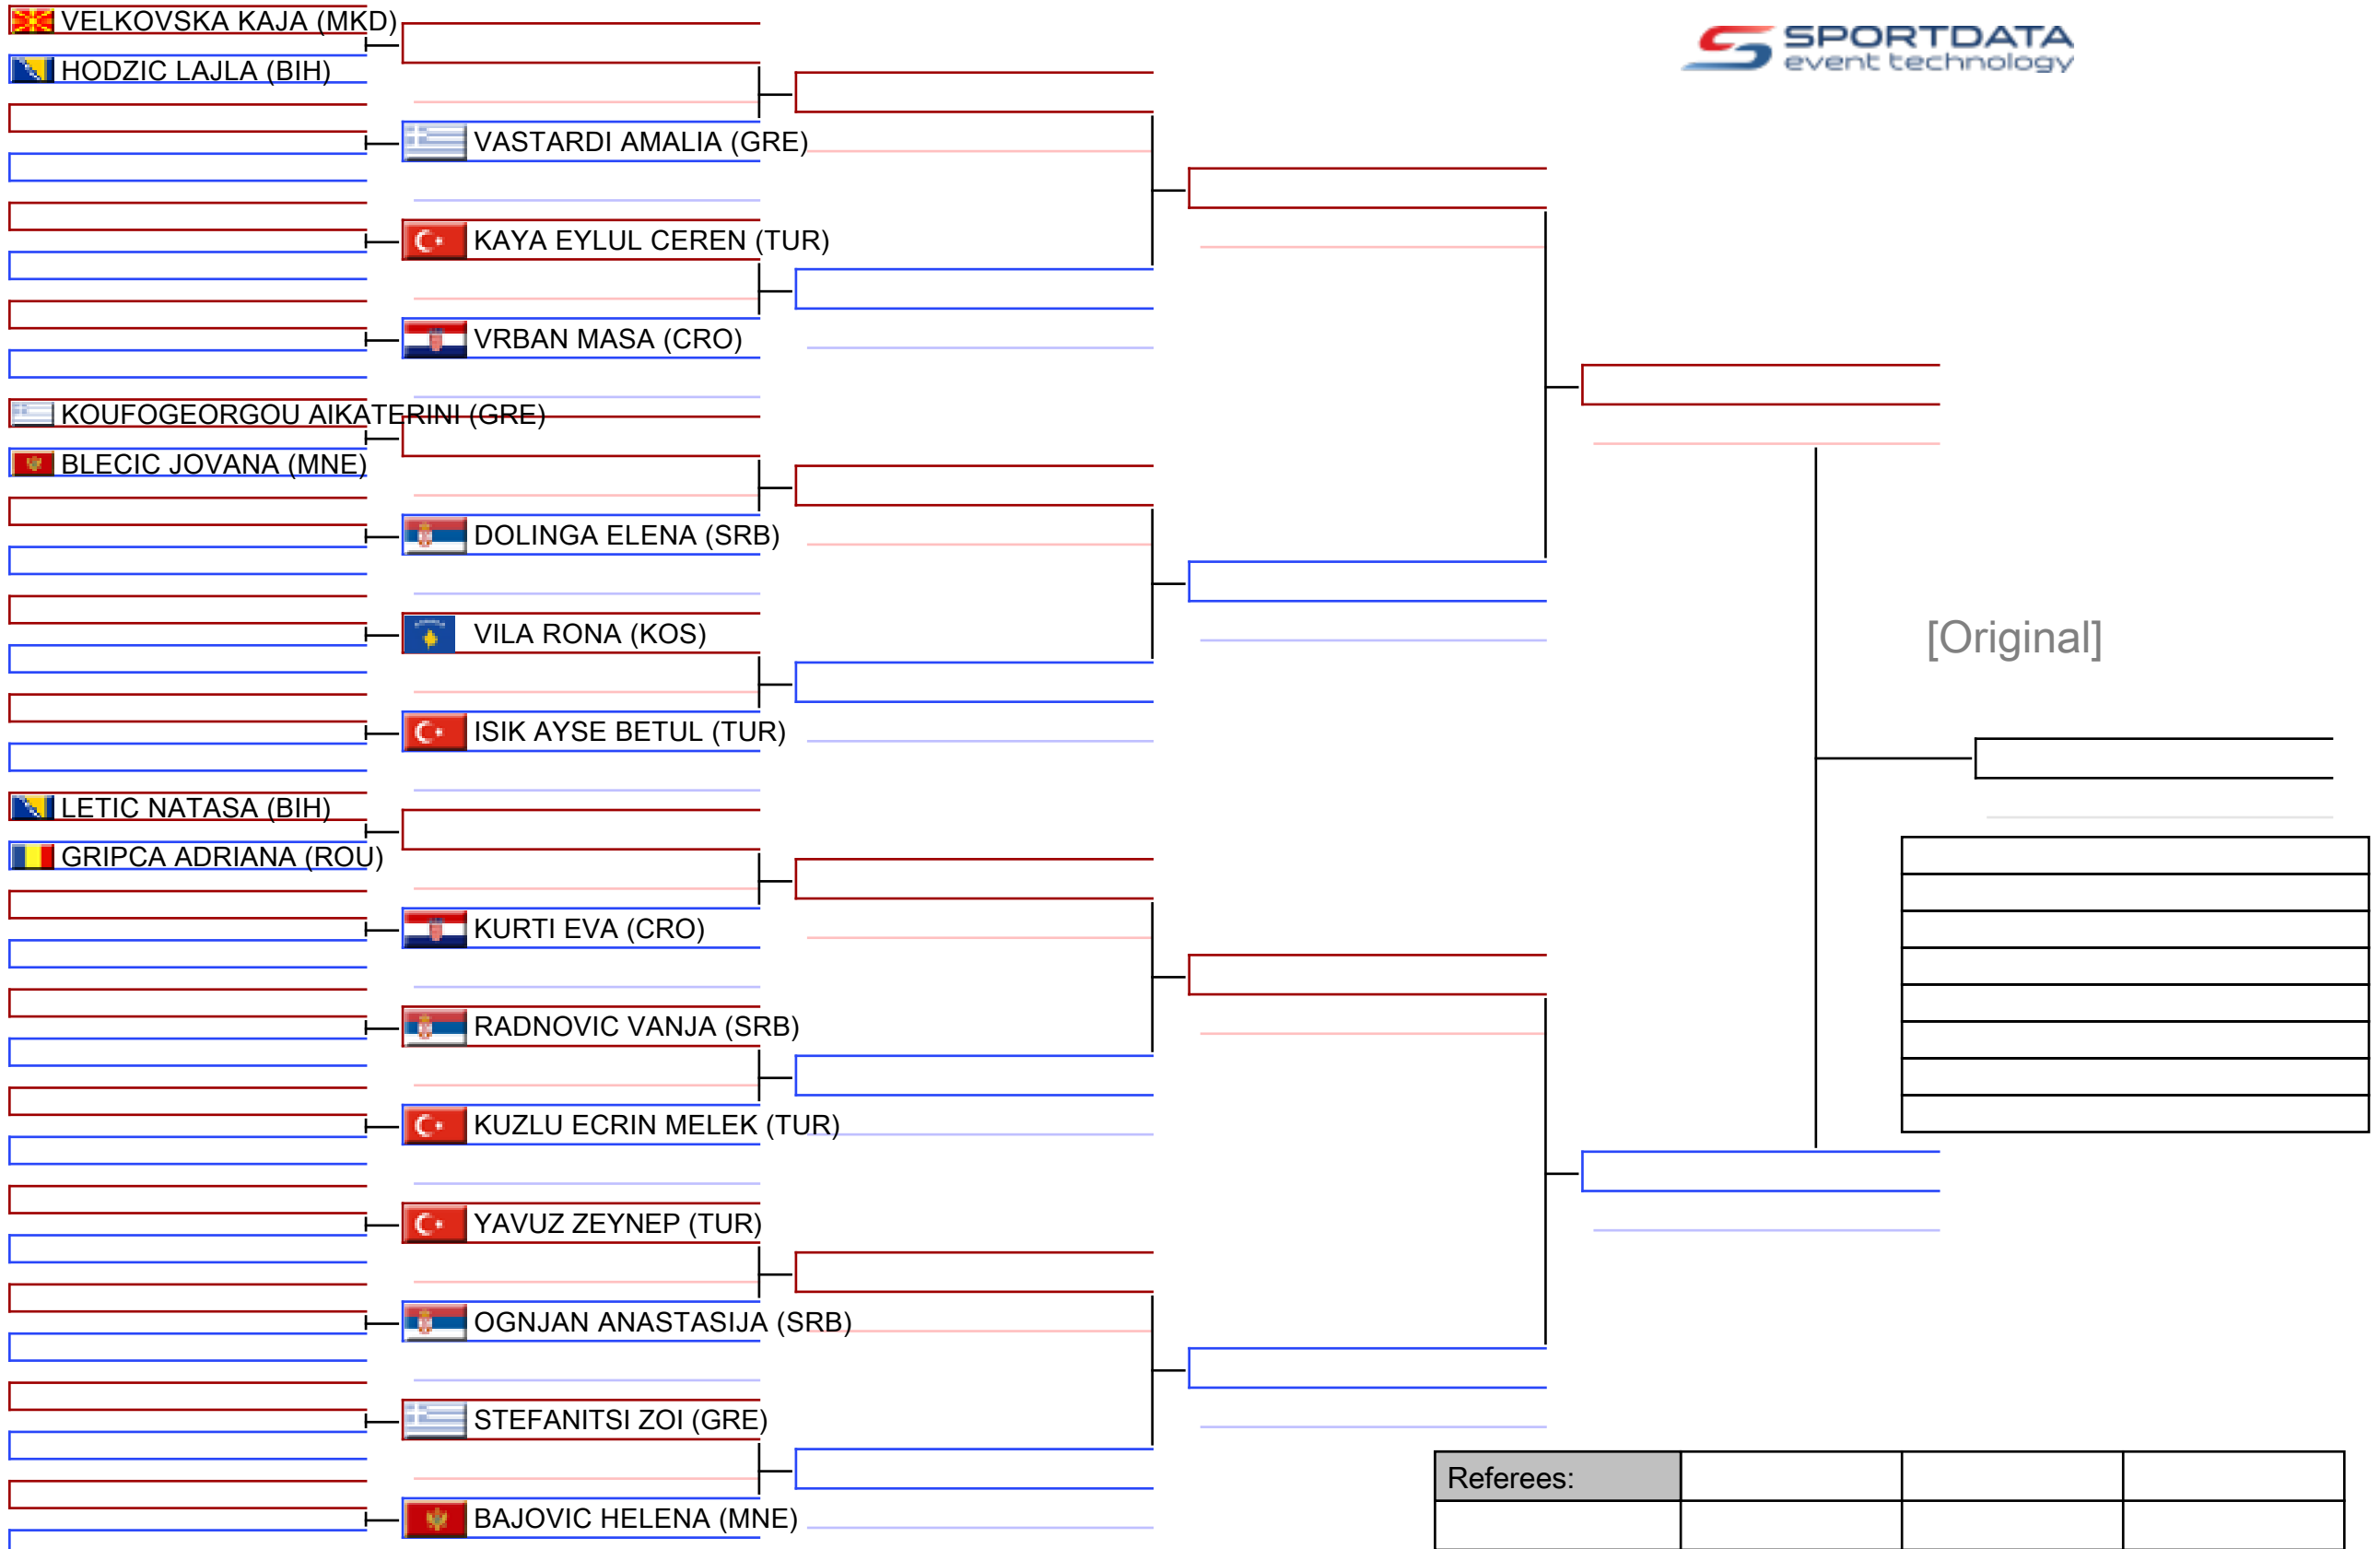 VELKOVSKA KAJA (MKD)
SPORTDATA
event technology
HODZIC LAJLA (BIH)
VASTARDI AMALIA (GRE)
KAYA EYLUL CEREN (TUR)
VRBAN MASA (CRO)
KOUFOGEORGOU AIKATERINI (GRE)
BLECIC JOVANA (MNE)
DOLINGA ELENA (SRB)
VILA RONA (KOS)
[Original]
ISIK AYSE BETUL (TUR)
LETIC NATASA (BIH)
GRIPCA ADRIANA (ROU)
KURTI EVA (CRO)
RADNOVIC VANJA (SRB)
KUZLU ECRIN MELEK (TUR)
YAVUZ ZEYNEP (TUR)
OGNJAN ANASTASIJA (SRB)
STEFANITSI ZOI (GRE)
Referees:
BAJOVIC HELENA (MNE)